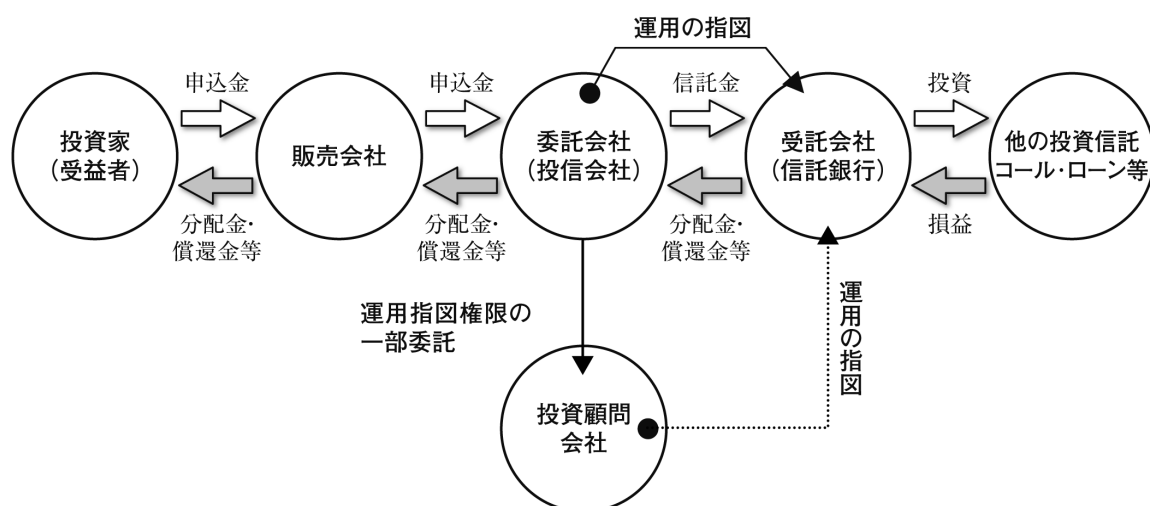 運用の指図
申込金
申込金
信託金
投資
投資家
（受益者）
販売会社
委託会社
（投信会社）
受託会社
（信託銀行）
他の投資信託
コール・ローン等
分配金・
償還金等
分配金・
償還金等
分配金・
償還金等
損益
運用指図権限の
一部委託
運用の指図
投資顧問
会社